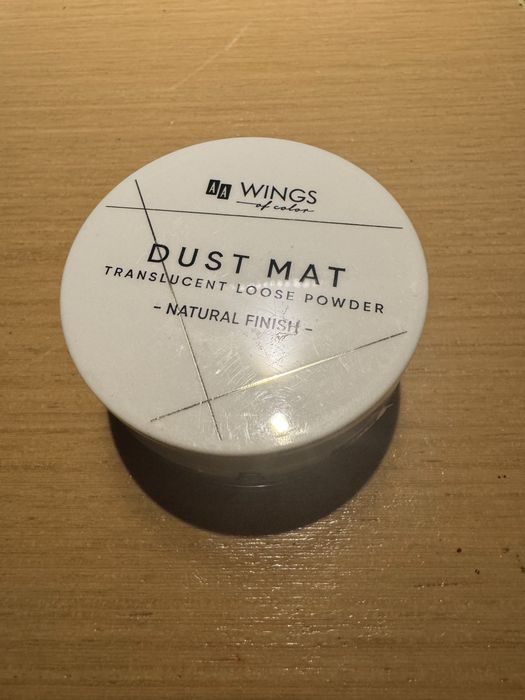 AA WINGS
of color
DUST MAT
TRANSLUCENT LOOSE POWDER
- NATURAL FINISH -